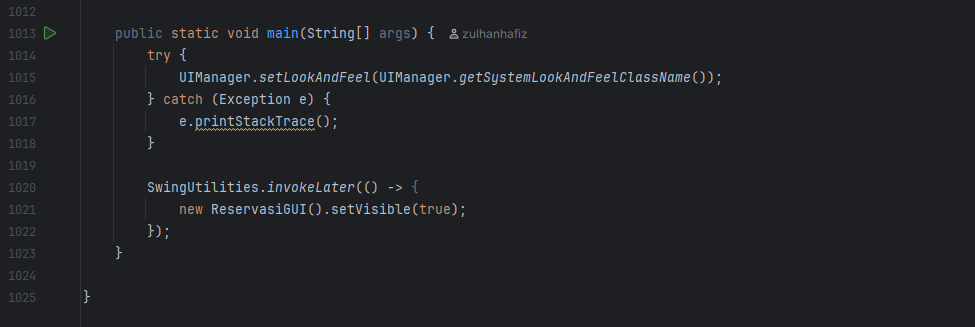 1012
1013 public static void main(String[] args) { zulhanhafiz
1014 try {
1015 UIManager.setLookAndFeel(UIManager.getSystemLookAndFeelClassName());
1016 } catch (Exception e) {
1017 e.printStackTrace();
1018 }
1019
1020 SwingUtilities.invokeLater(() -> {
1021 new ReservasiGUI().setVisible(true);
1022 });
1023 }
1024
1025 }